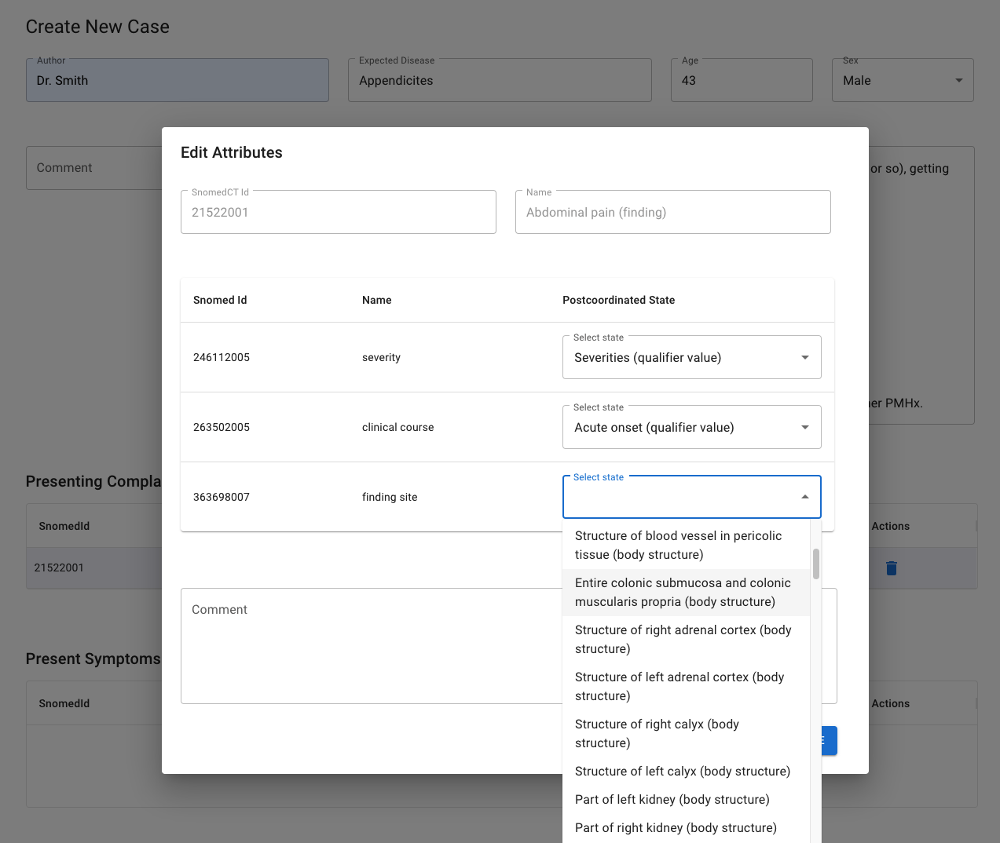 Create New Case
Author
Dr. Smith
Expected Disease
Appendicites
Age
43
Sex
Male
Comment
or so), getting
PMHx.
Edit Attributes
SnomedCT Id
21522001
Name
Abdominal pain (finding)
Snomed Id
Name
Postcoordinated State
246112005
severity
Select state
Severities (qualifier value)
263502005
clinical course
Select state
Acute onset (qualifier value)
363698007
finding site
Select state
Structure of blood vessel in pericolic
tissue (body structure)
Entire colonic submucosa and colonic
muscularis propria (body structure)
Structure of right adrenal cortex (body
structure)
Structure of left adrenal cortex (body
structure)
Structure of right calyx (body
structure)
Structure of left calyx (body structure)
Part of left kidney (body structure)
Part of right kidney (body structure)
Comment
Presenting Compla
SnomedId
Actions
21522001
Present Symptoms
SnomedId
Actions